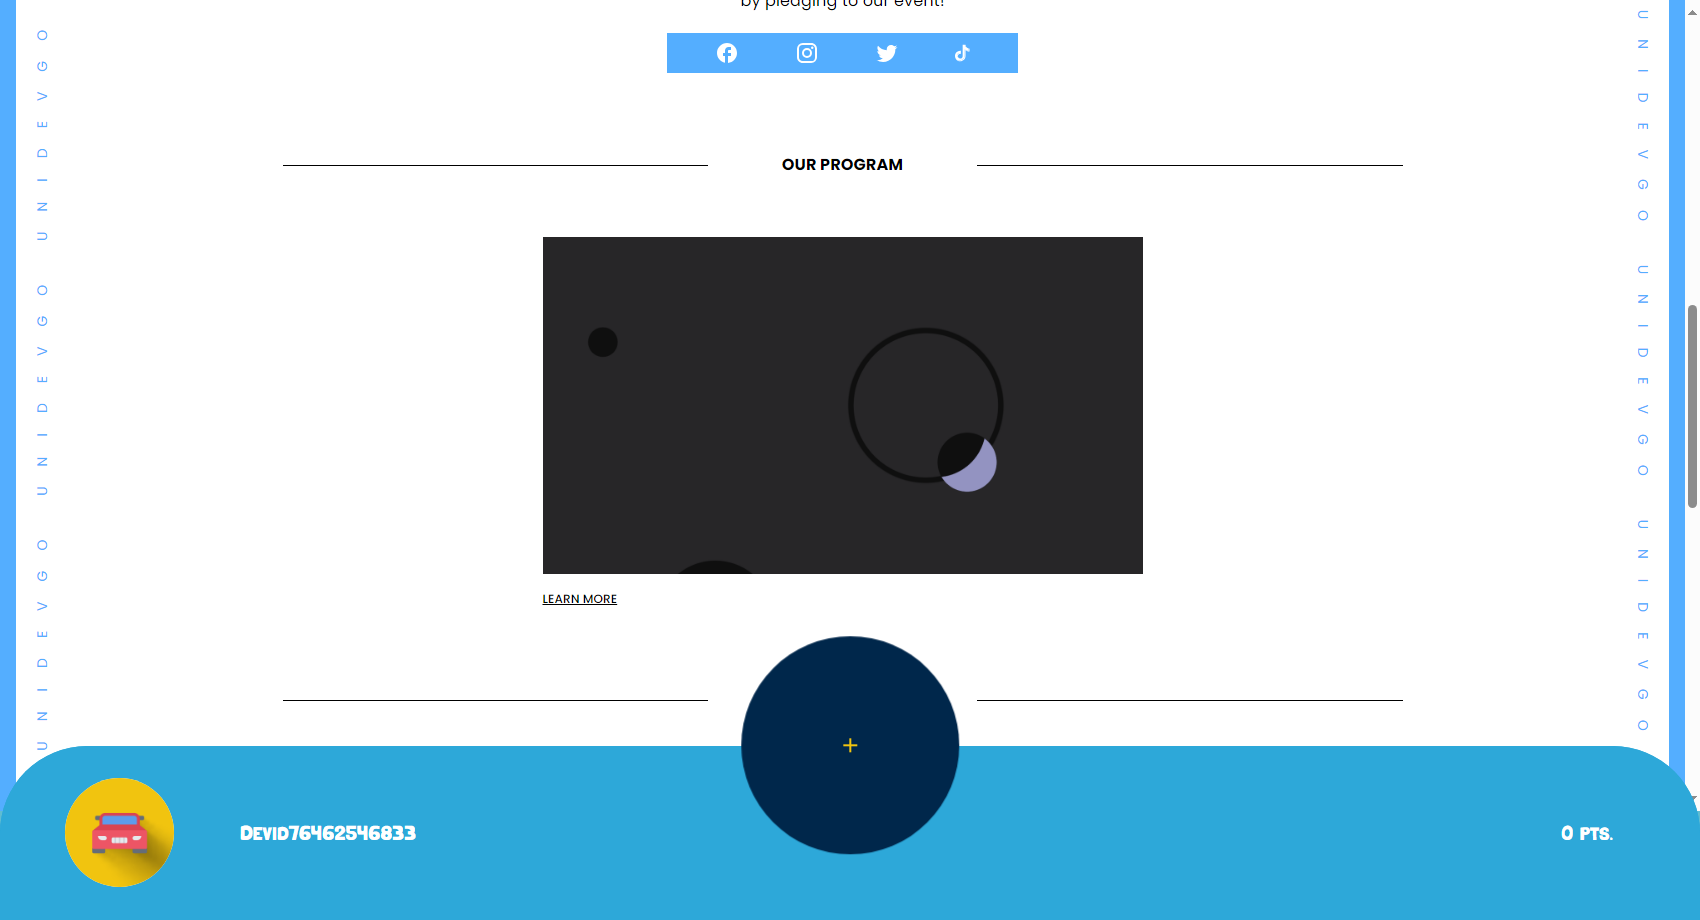 by pledging to our event!
OUR PROGRAM
LEARN MORE
+
Devid76462546833
0 PTS.
UNIDEVGO UNIDEVGO UNIDEVGO
UNIDEVGO UNIDEVGO UNIDEVGO